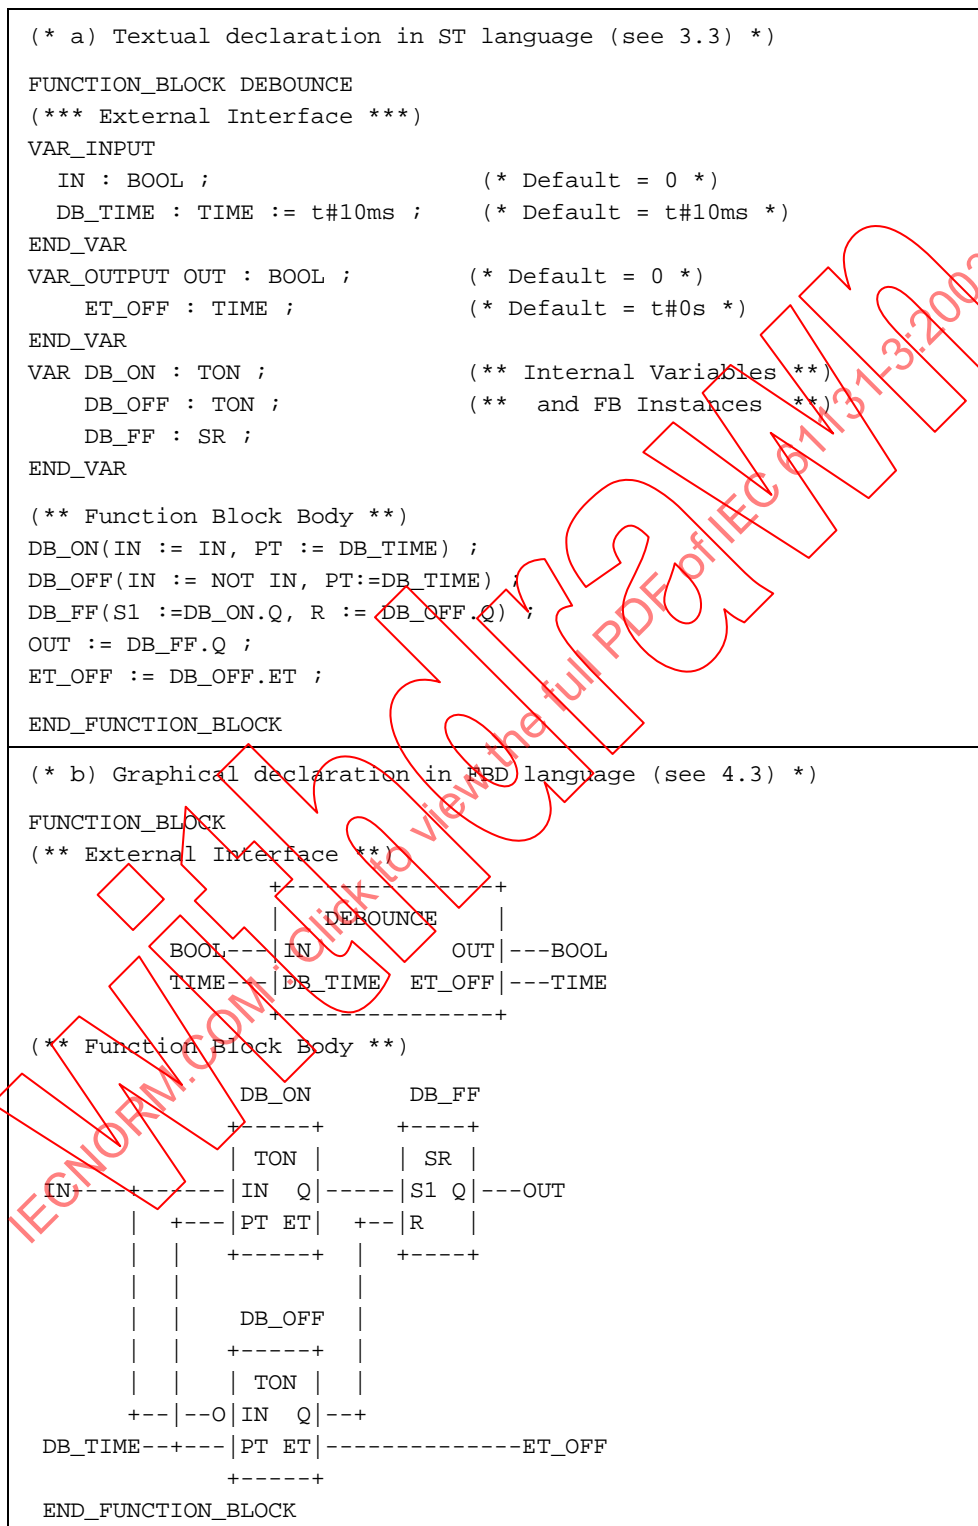 (* a) Textual declaration in ST language (see 3.3) *)
FUNCTION_BLOCK DEBOUNCE
(*** External Interface ***)
VAR_INPUT
  IN : BOOL ;                   (* Default = 0 *)
  DB_TIME : TIME := t#10ms ;    (* Default = t#10ms *)
END_VAR
VAR_OUTPUT OUT : BOOL ;        (* Default = 0 *)
    ET_OFF : TIME ;            (* Default = t#0s *)
END_VAR
VAR DB_ON : TON ;              (** Internal Variables **)
    DB_OFF : TON ;             (**  and FB Instances  **)
    DB_FF : SR ;
END_VAR
(** Function Block Body **)
DB_ON(IN := IN, PT := DB_TIME) ;
DB_OFF(IN := NOT IN, PT:=DB_TIME) ;
DB_FF(S1 :=DB_ON.Q, R := DB_OFF.Q) ;
OUT := DB_FF.Q ;
ET_OFF := DB_OFF.ET ;
END_FUNCTION_BLOCK
(* b) Graphical declaration in FBD language (see 4.3) *)
FUNCTION_BLOCK
(** External Interface **)
                 +---------------+
                 |   DEBOUNCE    |
          BOOL---|IN          OUT|---BOOL
          TIME---|DB_TIME  ET_OFF|---TIME
                 +---------------+
(** Function Block Body **)
               DB_ON       DB_FF
              +-----+     +----+
              | TON |     | SR |
 IN----+------|IN  Q|-----|S1 Q|---OUT
       |  +---|PT ET|  +--|R   |
       |  |   +-----+  |  +----+
       |  |            |
       |  |    DB_OFF  |
       |  |   +-----+  |
       |  |   | TON |  |
       +--|--O|IN  Q|--+
 DB_TIME--+---|PT ET|--------------ET_OFF
              +-----+
 END_FUNCTION_BLOCK
withdrawn
IECNORM.COM : Click to view the full PDF of IEC 61131-3:2003